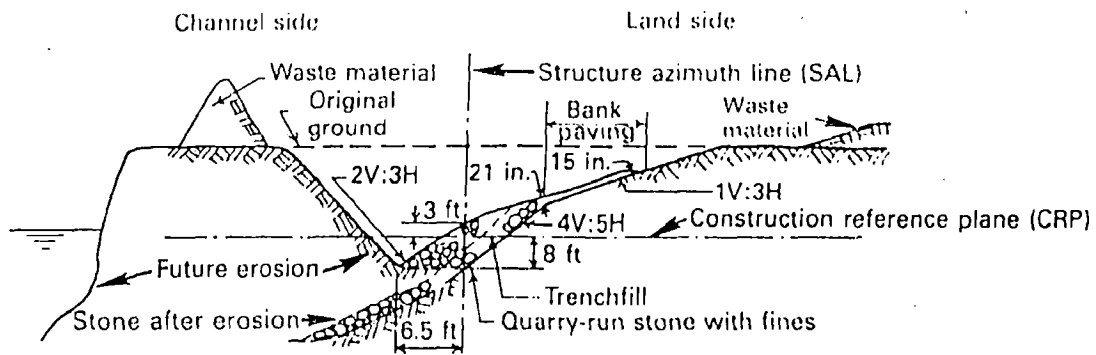 Channel side
Land side
Waste material
Structure azimuth line (SAL)
Original
ground
Bank
paving
Waste
material
2V:3H
21 in.
15 in.
1V:3H
3 ft
4V:5H
Construction reference plane (CRP)
8 ft
Future erosion
Trenchfill
Stone after erosion
Quarry-run stone with fines
6.5 ft